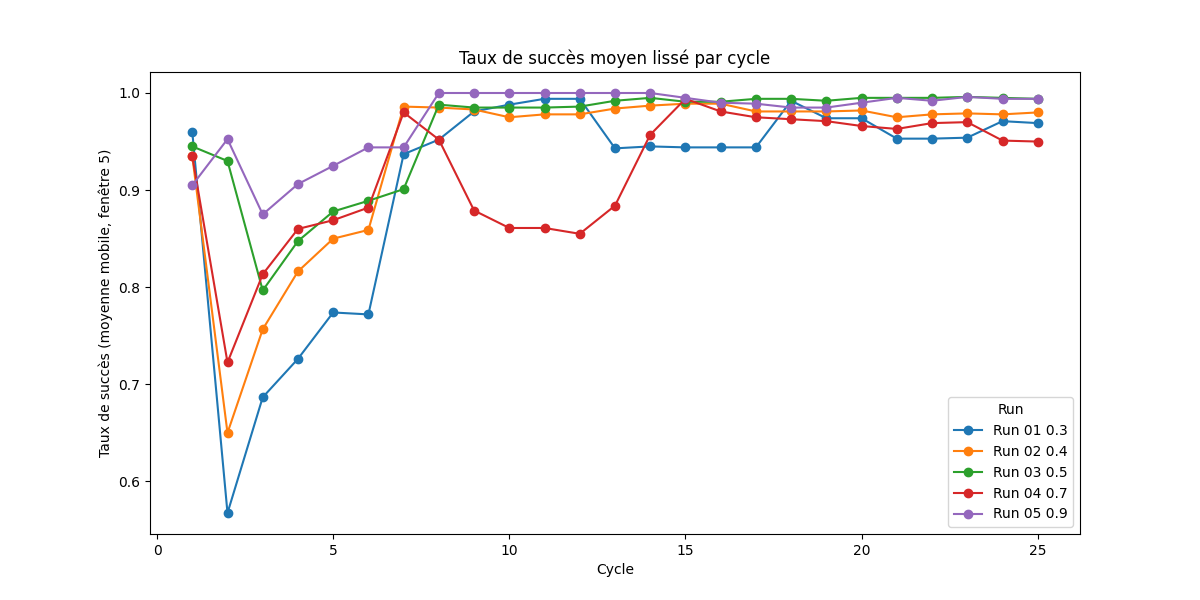 Taux de succès moyen lissé par cycle
Taux de succès (moyenne mobile, fenêtre 5)
1.0
0.9
0.8
0.7
0.6
0
5
10
15
20
25
Cycle
Run
Run 01 0.3
Run 02 0.4
Run 03 0.5
Run 04 0.7
Run 05 0.9